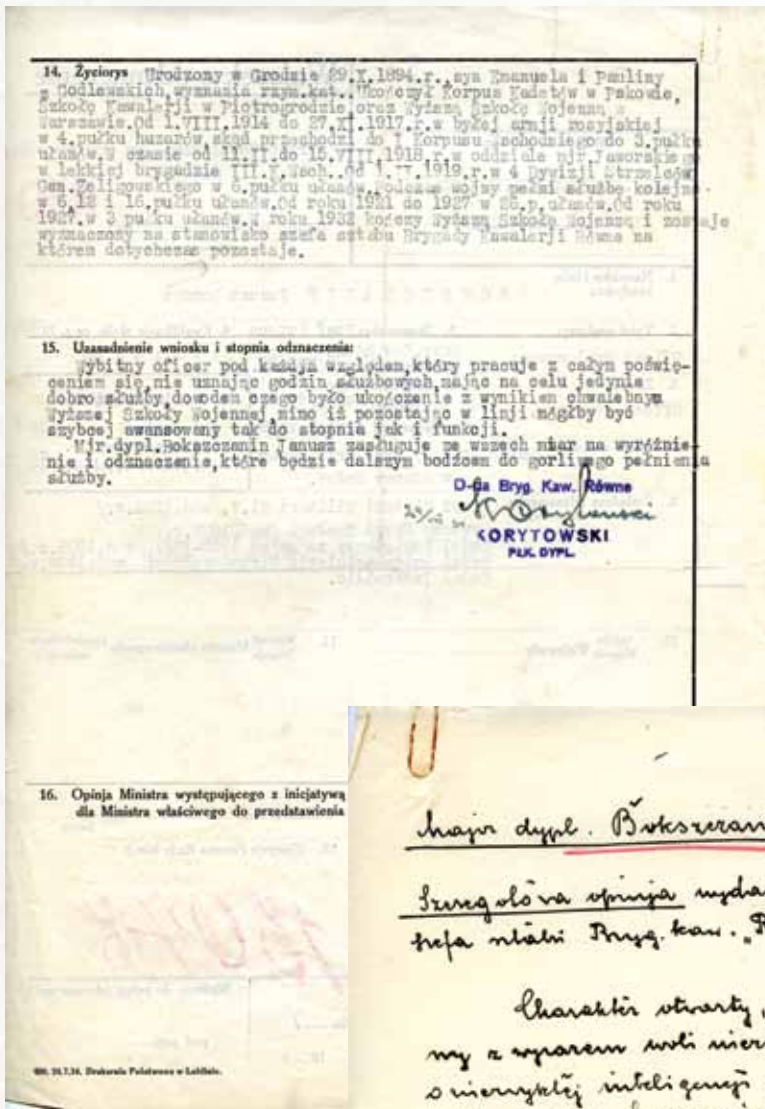 14. Życiorys Urodzony w Grodzie 29.X.1894.r., syn Emanuela i Pauliny
z Godlewskich,wyznania rzym.kat..Ukończył Korpus Kadetów w Pskowie,
Szkołę Kawalerji w Piotrogrodzie oraz Wyższą Szkołę Wojenną w
Warszawie.Od 1.VIII.1914 do 27.XI.1917.r.w byłej armji rosyjskiej
w 4.pułku huzarów,skąd przechodzi do I Korpusu Wschodniego do 3.pułku
ułanów.W czasie od 11.II.do 15.VIII.1918.r.w oddziale mjr.Jaworskiego
w lekkiej brygadzie III.K.Wsch..Od 1.II.1919.r.w 4 Dywizji Strzelców
Gen.Żeligowskiego w 6.pułku ułanów.Podczas wojny pełni służbę kolejno
w 6,12 i 16.pułku ułanów.Od roku 1921 do 1927 w 26.p.ułanów.Od roku
1927.w 3 pułku ułanów.W roku 1932 kończy Wyższą Szkołę Wojenną i zostaje
wyznaczony na stanowisko szefa sztabu Brygady Kawalerji Równe na
którem dotychczas pozostaje.
15. Uzasadnienie wniosku i stopnia odznaczenia:
Wybitny oficer pod każdym względem,który pracuje z całym poświę-
ceniem się,nie uznając godzin służbowych,mając na celu jedynie
dobro służby,dowodem czego było ukończenie z wynikiem chwalebnym
Wyższej Szkoły Wojennej,mimo iż pozostając w linji mógłby być
szybcej awansowany tak do stopnia jak i funkcji.
Mjr.dypl.Bokszczanin Janusz zasługuje ze wszech miar na wyróżnie-
nie i odznaczenie,które będzie dalszym bodźcem do gorliwego pełnienia
służby.
D-ca Bryg. Kaw. Równe
KORYTOWSKI
PŁK. DYPL.
16. Opinja Ministra występującego z inicjatywą
dla Ministra właściwego do przedstawienia
Major dypl. Bokszczan
Szczegółowa opinja wyda
szefa sztabu Bryg. kaw. „R
Charakter otwarty,
ny z wyrazem woli
o niezwykłej inteligencji
Drukarnia Państwowa w Lublinie.